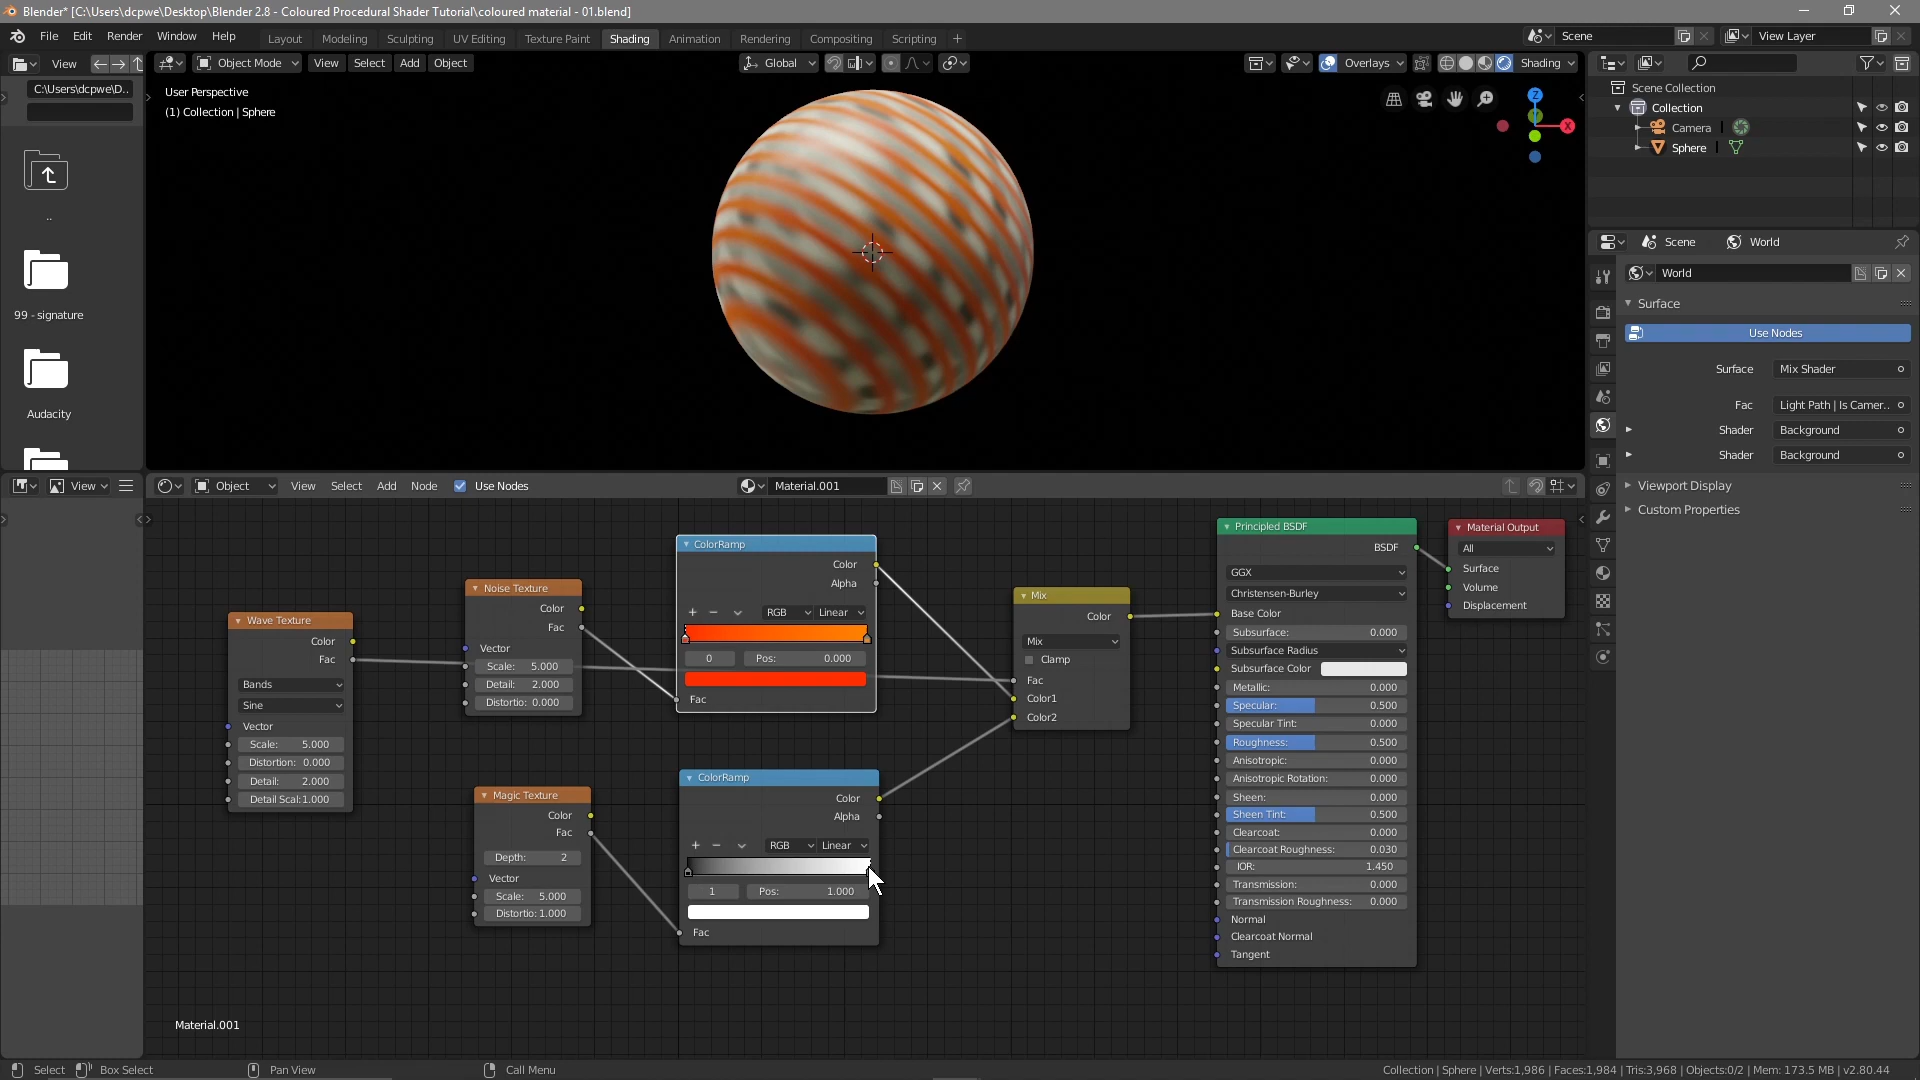 Blender* [C:\Users\dcpwe\Desktop\Blender 2.8 - Coloured Procedural Shader Tutorial\coloured material - 01.blend]
File Edit Render Window Help
Layout Modeling Sculpting UV Editing Texture Paint Shading Animation Rendering Compositing Scripting +
Scene
View Layer
View
Object Mode View Select Add Object
Global
Overlays
Shading
C:\Users\dcpwe\D..
..
99 - signature
Audacity
User Perspective
(1) Collection | Sphere
Z
X
Scene Collection
Collection
Camera
Sphere
Scene World
World
Surface
Use Nodes
Surface Mix Shader
Fac Light Path | Is Camer..
Shader Background
Shader Background
Viewport Display
Custom Properties
View
Object View Select Add Node Use Nodes
Material.001
Wave Texture
Color
Fac
Bands
Sine
Vector
Scale: 5.000
Distortion: 0.000
Detail: 2.000
Detail Scal: 1.000
Noise Texture
Color
Fac
Vector
Scale: 5.000
Detail: 2.000
Distortio: 0.000
Magic Texture
Color
Fac
Depth: 2
Vector
Scale: 5.000
Distortio: 1.000
ColorRamp
Color
Alpha
+ − RGB Linear
0 Pos: 0.000
Fac
ColorRamp
Color
Alpha
+ − RGB Linear
1 Pos: 1.000
Fac
Mix
Color
Mix
Clamp
Fac
Color1
Color2
Principled BSDF
BSDF
GGX
Christensen-Burley
Base Color
Subsurface: 0.000
Subsurface Radius
Subsurface Color
Metallic: 0.000
Specular: 0.500
Specular Tint: 0.000
Roughness: 0.500
Anisotropic: 0.000
Anisotropic Rotation: 0.000
Sheen: 0.000
Sheen Tint: 0.500
Clearcoat: 0.000
Clearcoat Roughness: 0.030
IOR: 1.450
Transmission: 0.000
Transmission Roughness: 0.000
Normal
Clearcoat Normal
Tangent
Material Output
All
Surface
Volume
Displacement
Material.001
Select Box Select Pan View Call Menu
Collection | Sphere | Verts:1,986 | Faces:1,984 | Tris:3,968 | Objects:0/2 | Mem: 173.5 MB | v2.80.44